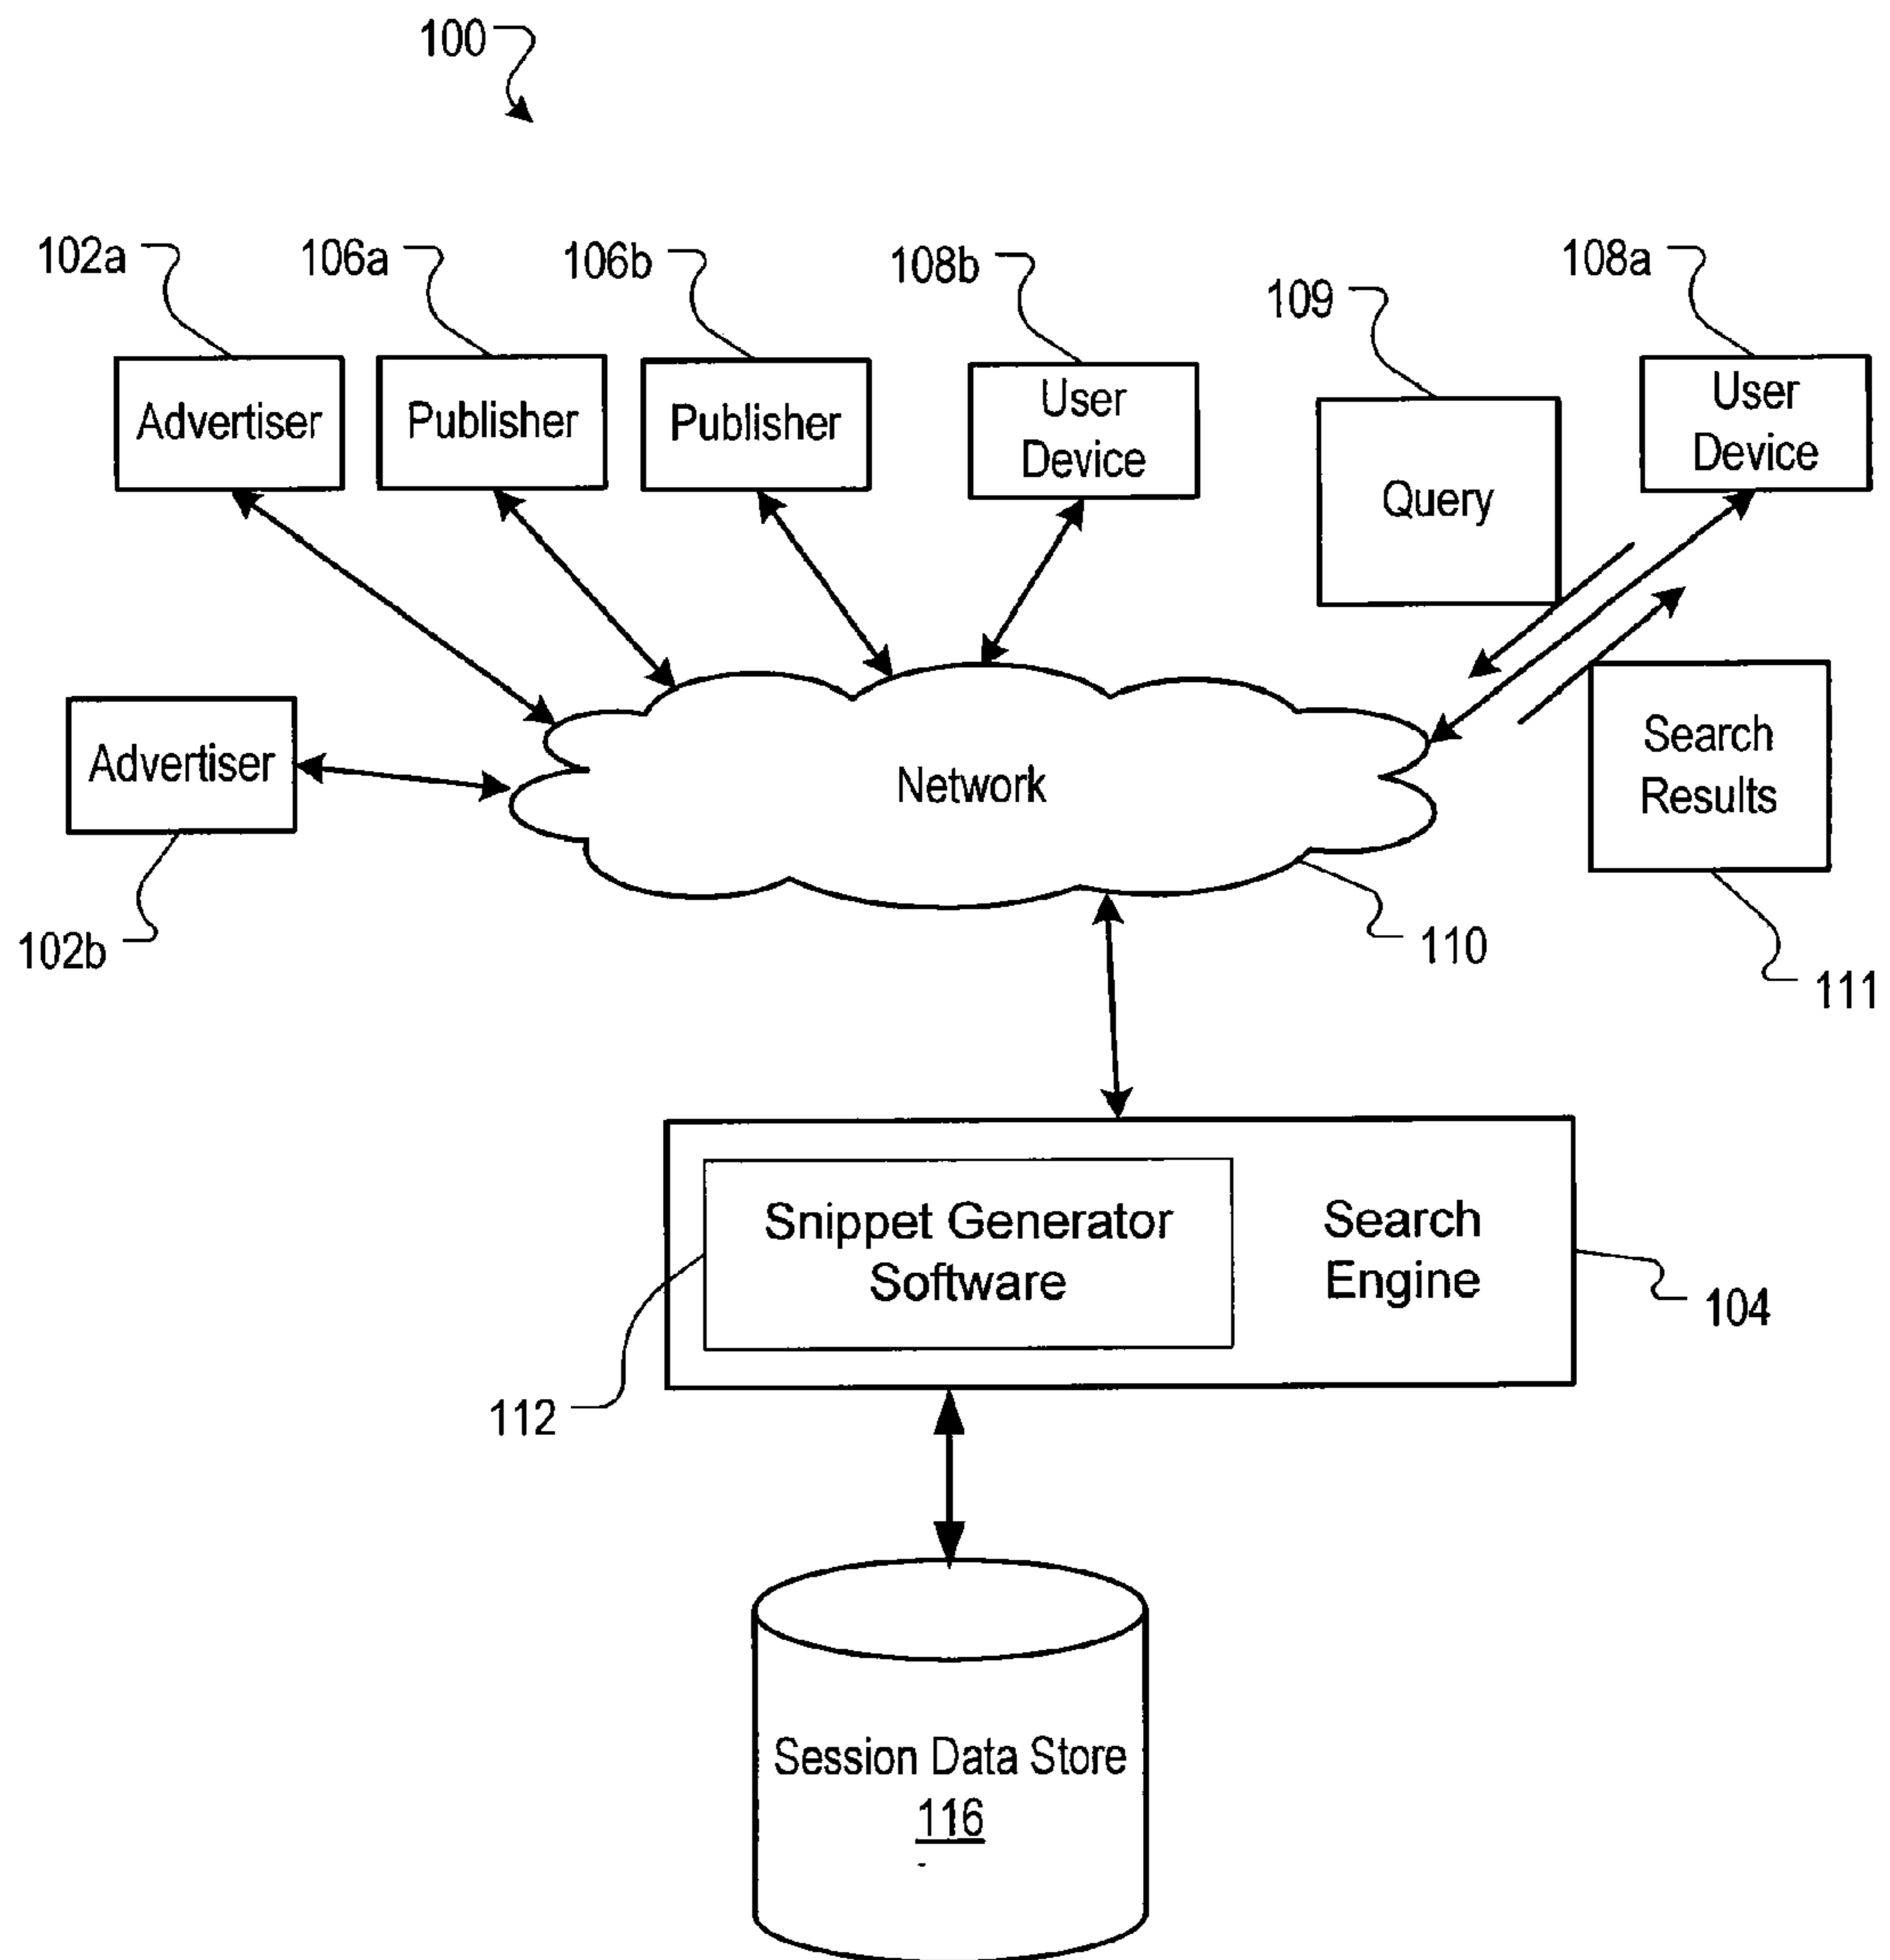 100
102a
106a
106b
108b
109
108a
Advertiser
Publisher
Publisher
User
Device
Query
User
Device
Advertiser
Network
Search
Results
102b
110
111
Snippet Generator
Software
Search
Engine
104
112
Session Data Store
116